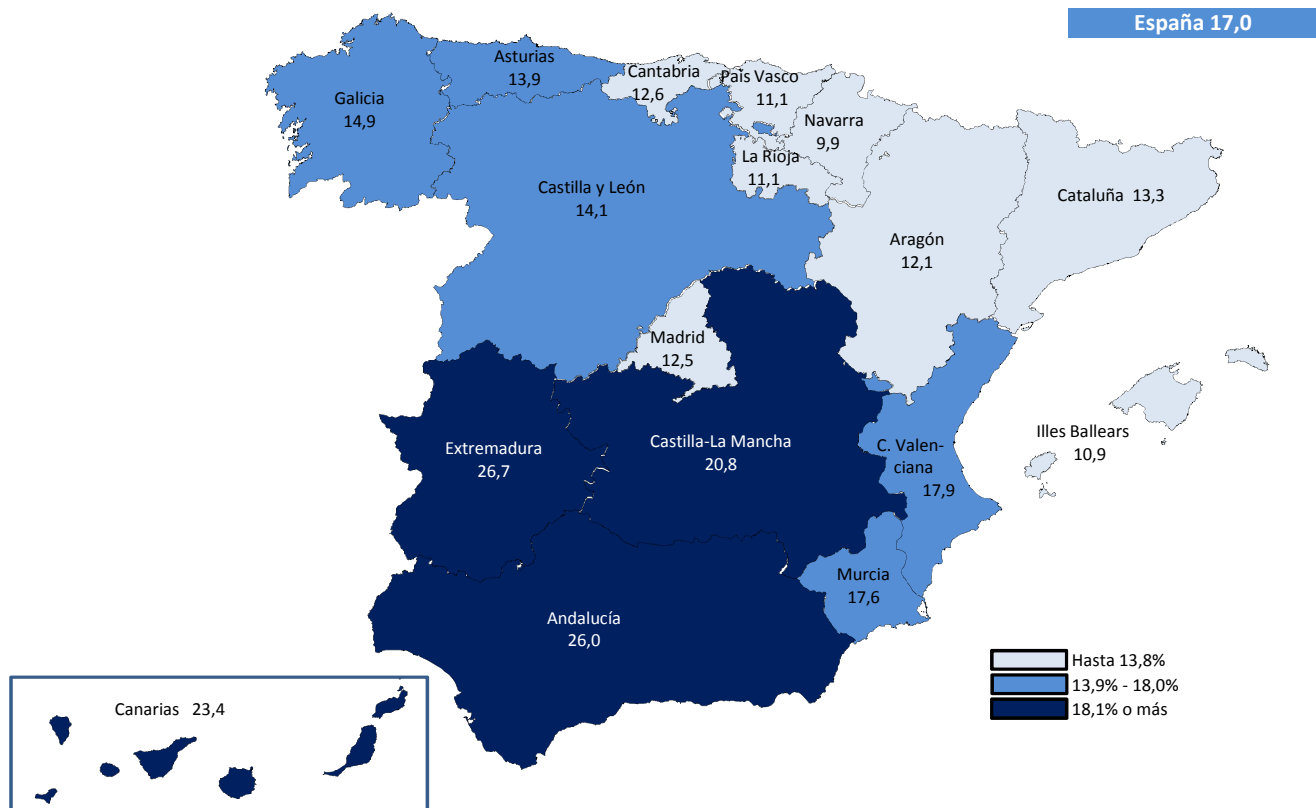 España 17,0
Asturias
13,9
Cantabria
12,6
País Vasco
11,1
Galicia
14,9
Navarra
9,9
La Rioja
11,1
Castilla y León
14,1
Cataluña 13,3
Aragón
12,1
Madrid
12,5
Illes Ballears
10,9
Extremadura
26,7
Castilla-La Mancha
20,8
C. Valen-
ciana
17,9
Murcia
17,6
Andalucía
26,0
Canarias 23,4
Hasta 13,8%
13,9% - 18,0%
18,1% o más